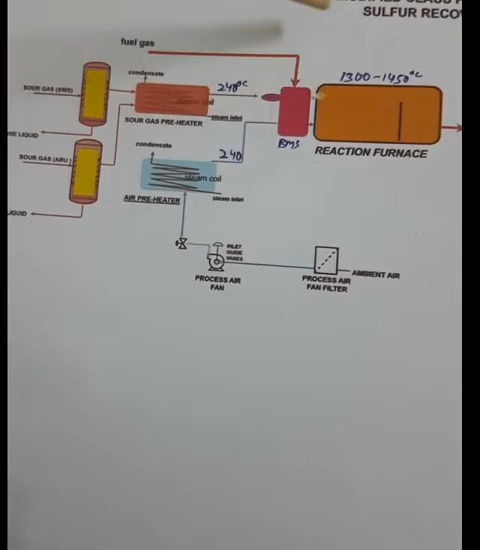 SULFUR RECO
fuel gas
condensate
240°C
1300-1450°C
SOUR GAS (SWS)
steam coil
steam inlet
SOUR GAS PRE-HEATER
LIQUID
BMS
REACTION FURNACE
condensate
240
SOUR GAS (ARU)
steam coil
AIR PRE-HEATER
steam inlet
LIQUID
INLET
GUIDE
VANES
PROCESS AIR
FAN
AMBIENT AIR
PROCESS AIR
FAN FILTER